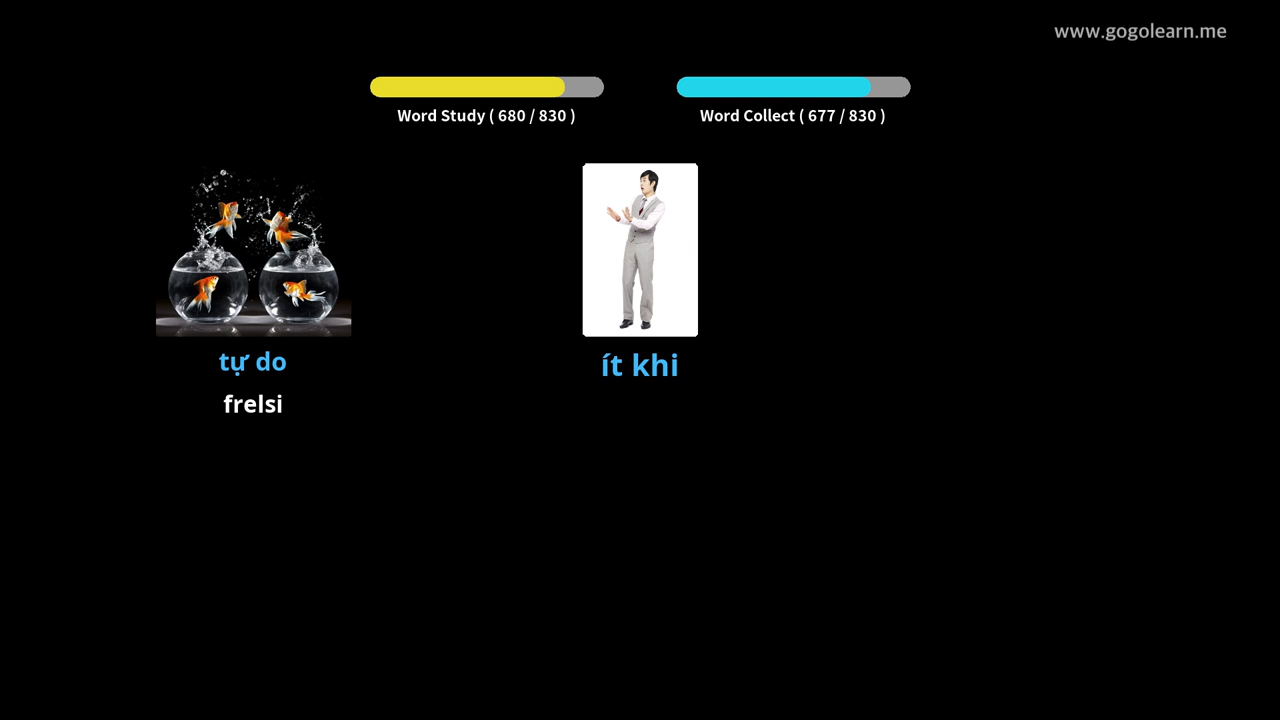 www.gogolearn.me
Word Study ( 680 / 830 )
Word Collect ( 677 / 830 )
tự do
frelsi
ít khi